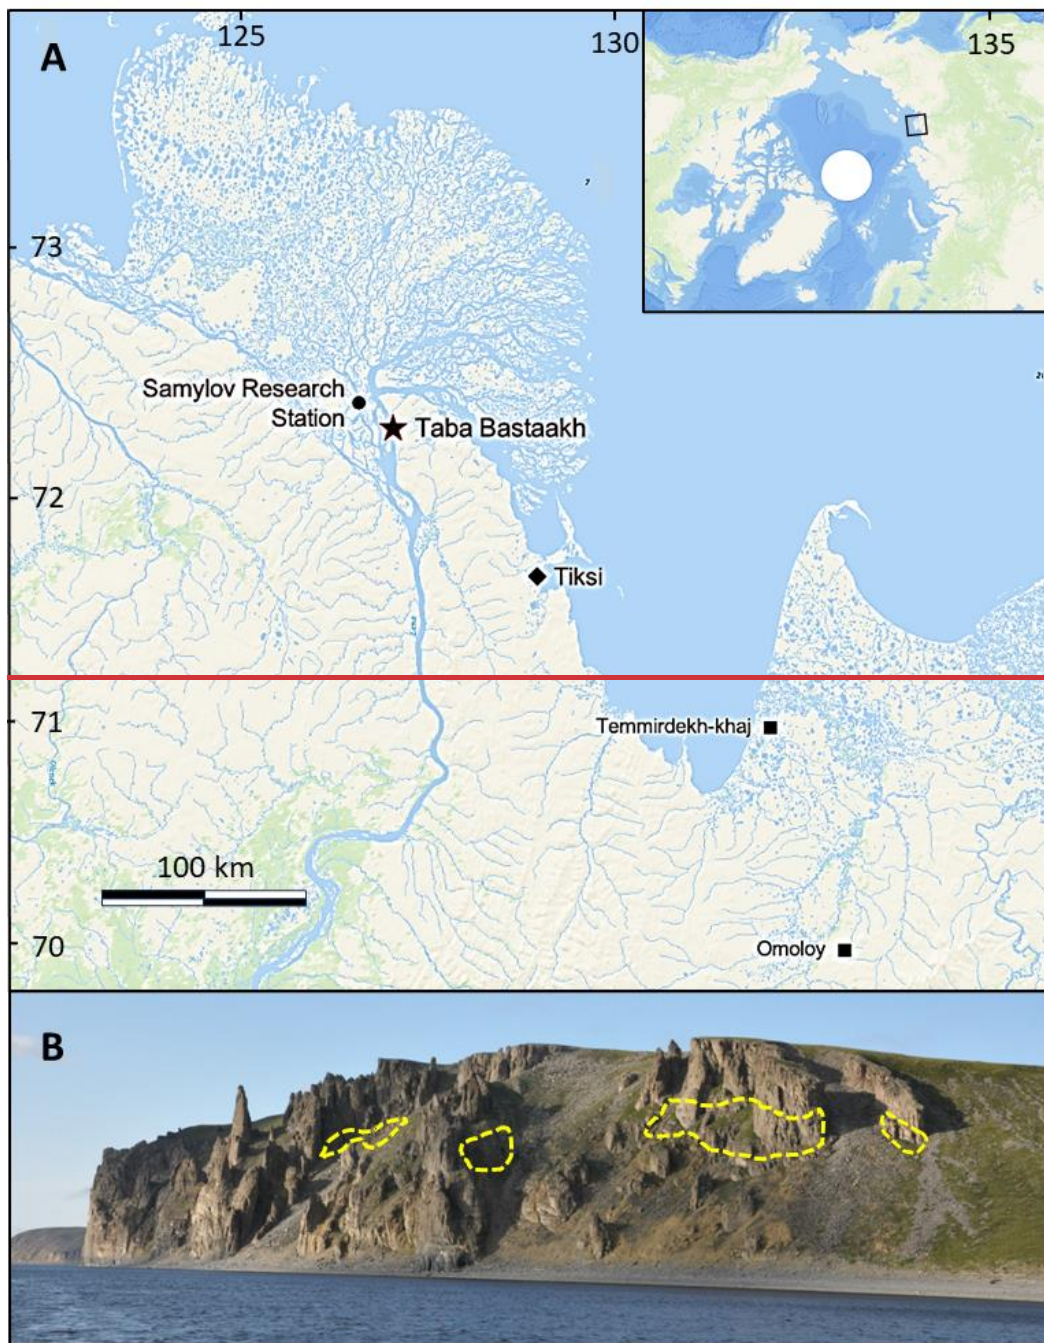 A
125
130
135
73
Samylov Research
Station
Taba Bastaakh
72
Tiksi
71
Temmirdekh-khaj
100 km
70
Omoloy
B